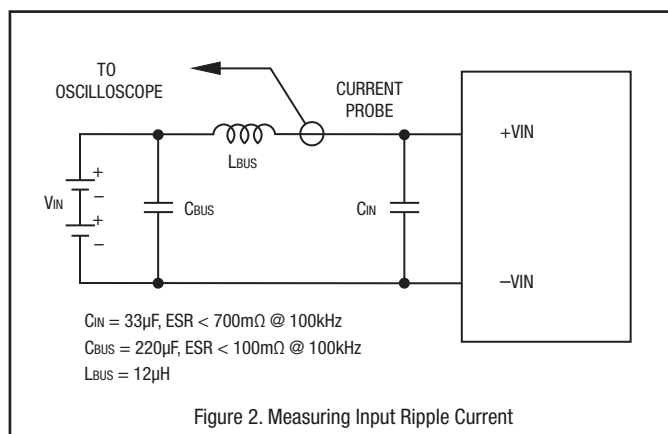 TO
OSCILLOSCOPE
CURRENT
PROBE
+VIN
LBUS
+
−
VIN
+
−
CBUS
CIN
−VIN
CIN = 33µF, ESR < 700mΩ @ 100kHz
CBUS = 220µF, ESR < 100mΩ @ 100kHz
LBUS = 12µH
Figure 2. Measuring Input Ripple Current